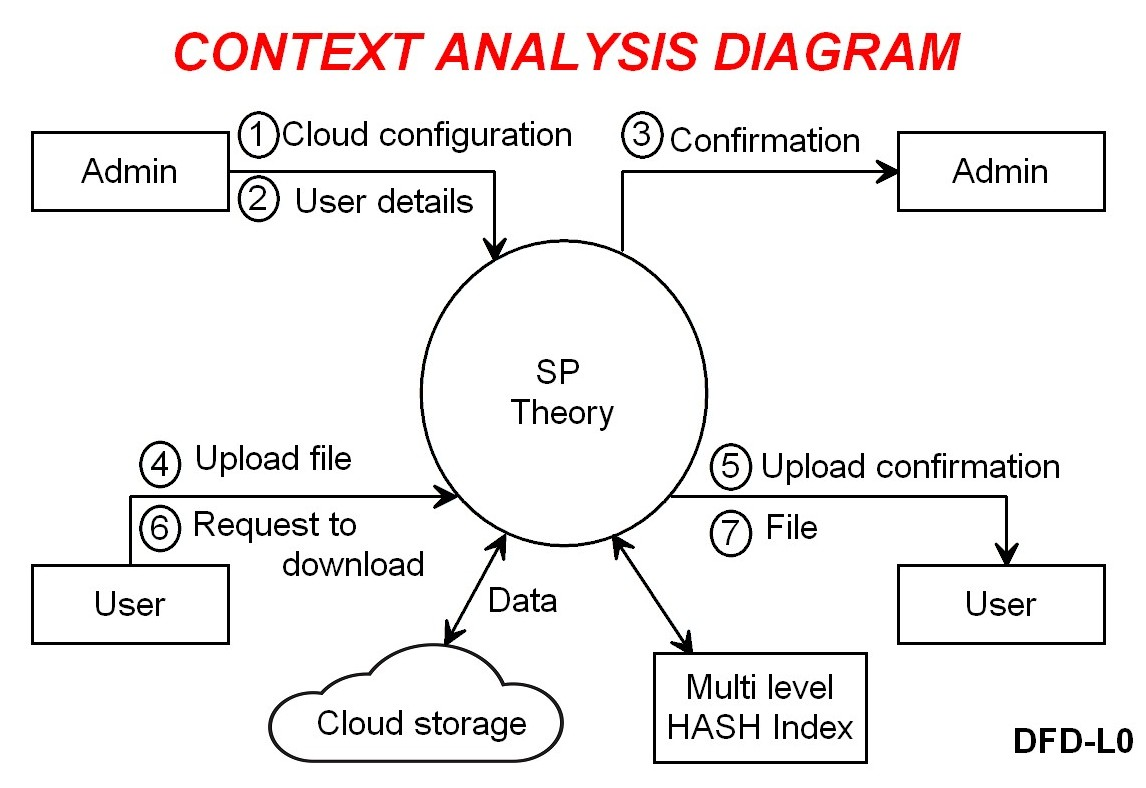 CONTEXT ANALYSIS DIAGRAM
Admin
1 Cloud configuration
2 User details
3 Confirmation
Admin
SP
Theory
4 Upload file
6 Request to
download
User
5 Upload confirmation
7 File
User
Data
Cloud storage
Multi level
HASH Index
DFD-L0